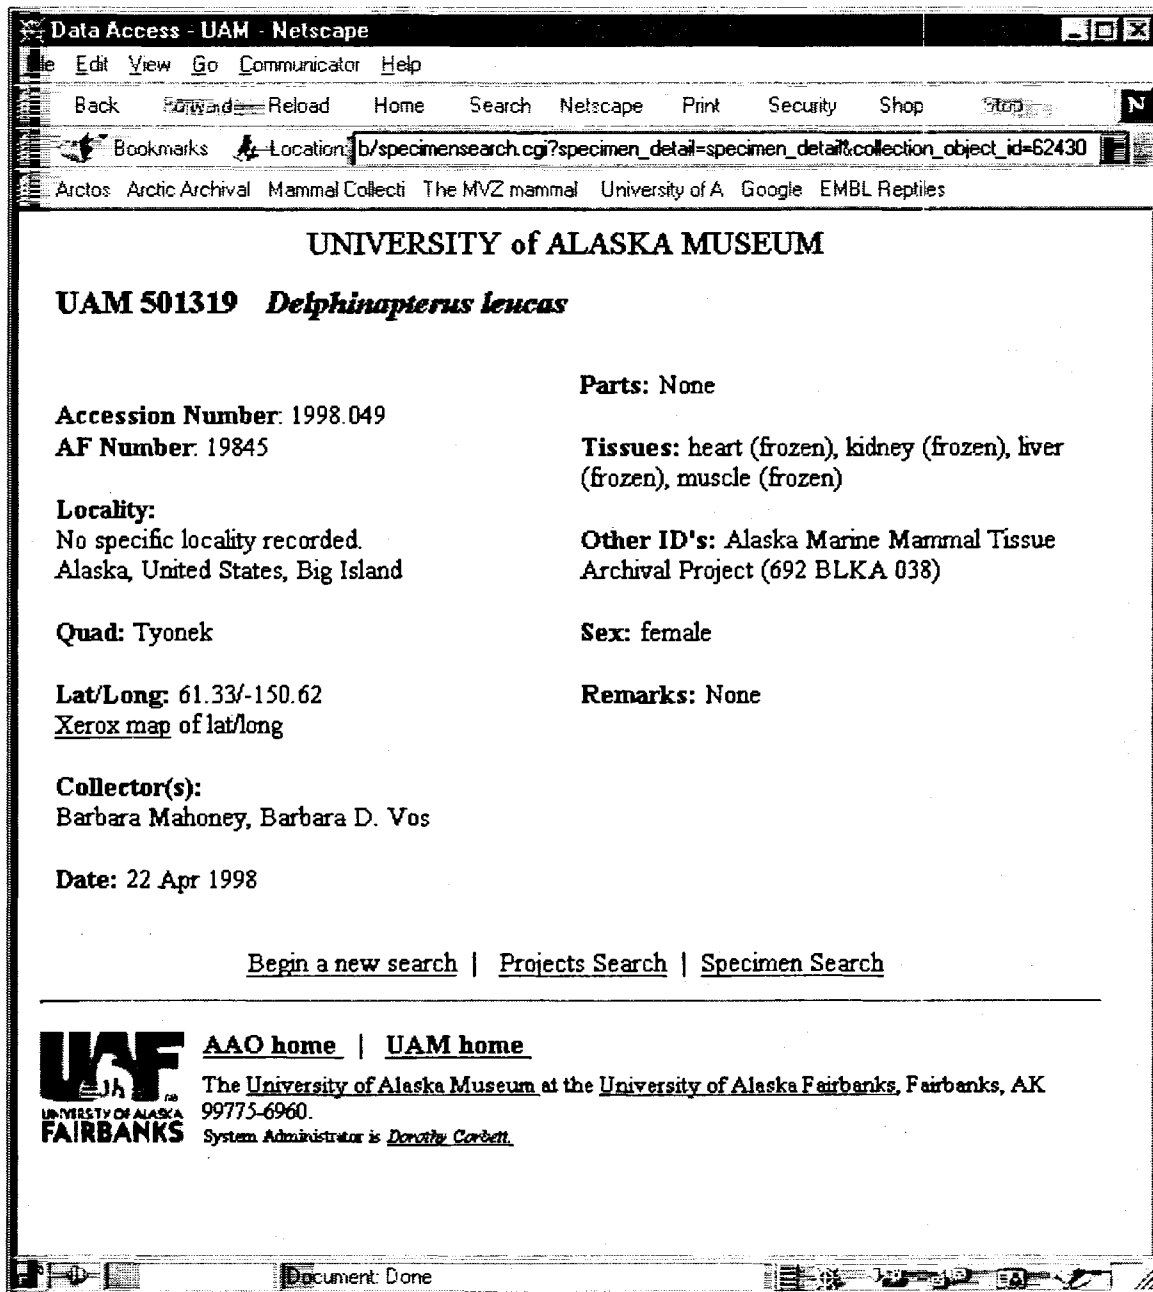 Data Access - UAM - Netscape
Edit View Go Communicator Help
Back Forward Reload Home Search Netscape Print Security Shop Stop N
Bookmarks Location: b/specimensearch.cgi?specimen_detail=specimen_detail&collection_object_id=62430
Arctos Arctic Archival Mammal Collecti The MVZ mammal University of A Google EMBL Reptiles
UNIVERSITY of ALASKA MUSEUM
UAM 501319 Delphinapterus leucas
Parts: None
Accession Number: 1998.049
AF Number: 19845
Tissues: heart (frozen), kidney (frozen), liver
(frozen), muscle (frozen)
Locality:
No specific locality recorded.
Alaska, United States, Big Island
Other ID's: Alaska Marine Mammal Tissue
Archival Project (692 BLKA 038)
Quad: Tyonek
Sex: female
Lat/Long: 61.33/-150.62
Xerox map of lat/long
Remarks: None
Collector(s):
Barbara Mahoney, Barbara D. Vos
Date: 22 Apr 1998
Begin a new search | Projects Search | Specimen Search
UAF
UNIVERSITY OF ALASKA
FAIRBANKS
AAO home | UAM home
The University of Alaska Museum at the University of Alaska Fairbanks, Fairbanks, AK
99775-6960.
System Administrator is Dorothy Corbett.
Document: Done